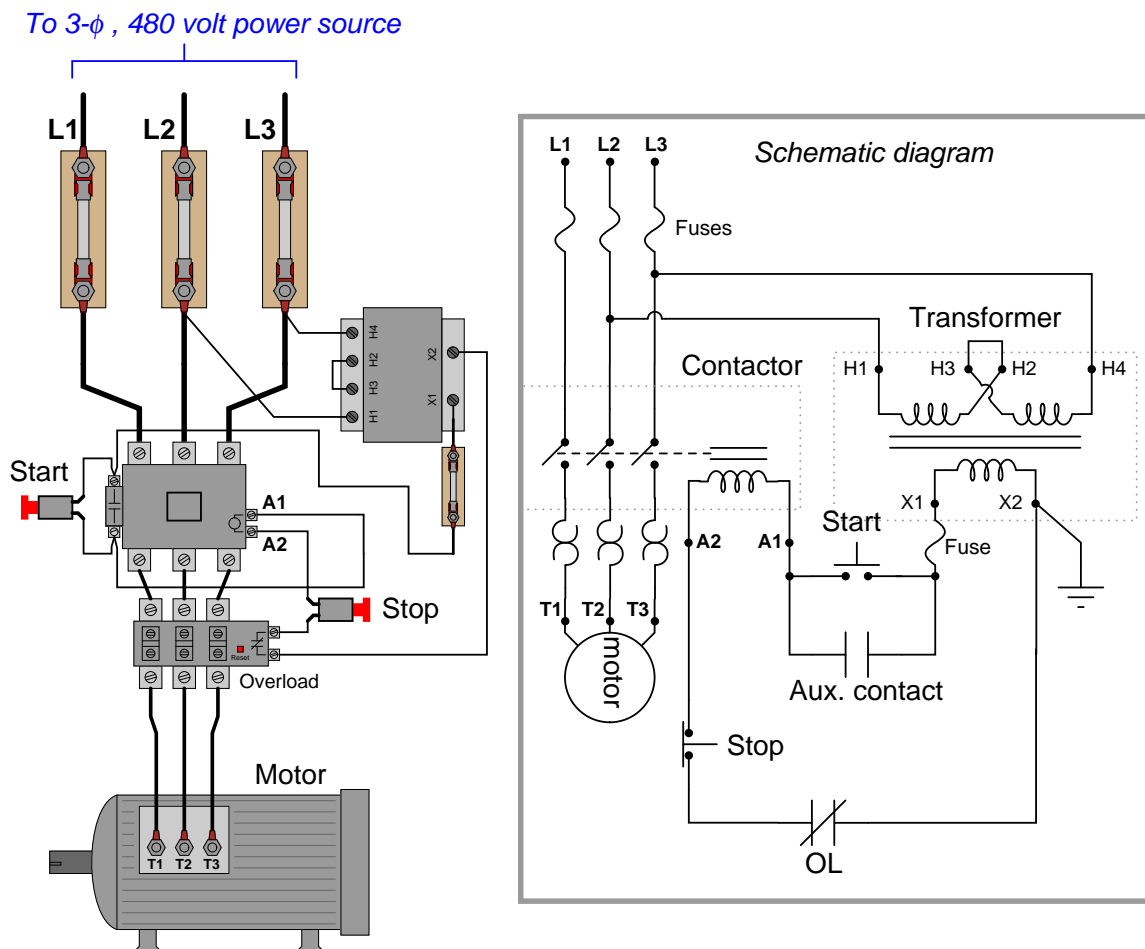 To 3-ϕ , 480 volt power source
L1 L2 L3
H4
H2
H3
H1
X2
X1
Start
A1
A2
Stop
Reset
Overload
Motor
T1 T2 T3
Schematic diagram
L1 L2 L3
Fuses
Transformer
Contactor
H1 H3 H2 H4
X1 X2
Start
A2 A1
Fuse
T1 T2 T3
motor
Aux. contact
Stop
OL